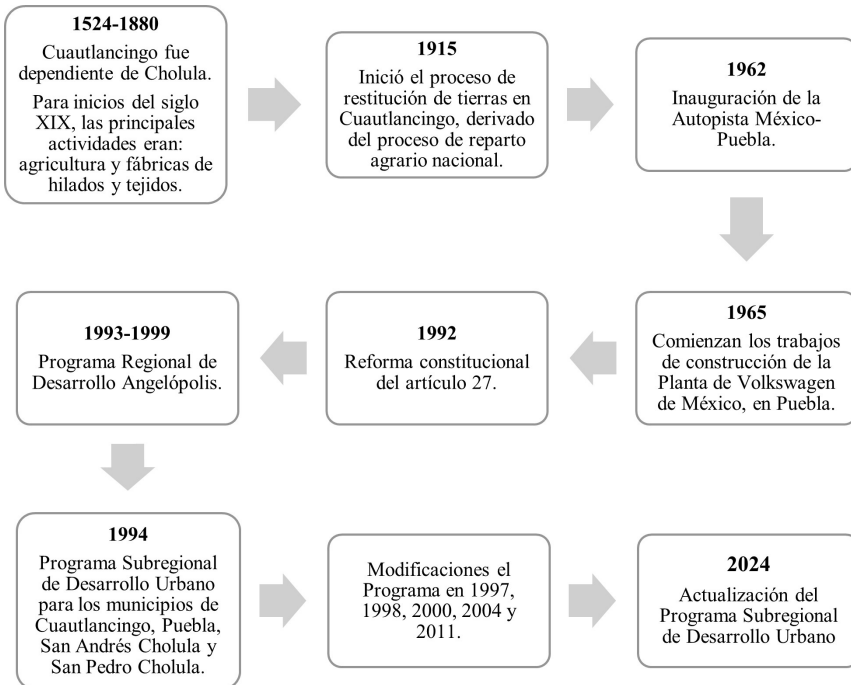 1524-1880
Cuautlancingo fue
dependiente de Cholula.
Para inicios del siglo
XIX, las principales
actividades eran:
agricultura y fábricas de
hilados y tejidos.
1915
Inició el proceso de
restitución de tierras en
Cuautlancingo, derivado
del proceso de reparto
agrario nacional.
1962
Inauguración de la
Autopista México-
Puebla.
1965
Comienzan los trabajos
de construcción de la
Planta de Volkswagen
de México, en Puebla.
1992
Reforma constitucional
del artículo 27.
1993-1999
Programa Regional de
Desarrollo Angelópolis.
1994
Programa Subregional
de Desarrollo Urbano
para los municipios de
Cuautlancingo, Puebla,
San Andrés Cholula y
San Pedro Cholula.
Modificaciones el
Programa en 1997,
1998, 2000, 2004 y
2011.
2024
Actualización del
Programa Subregional
de Desarrollo Urbano